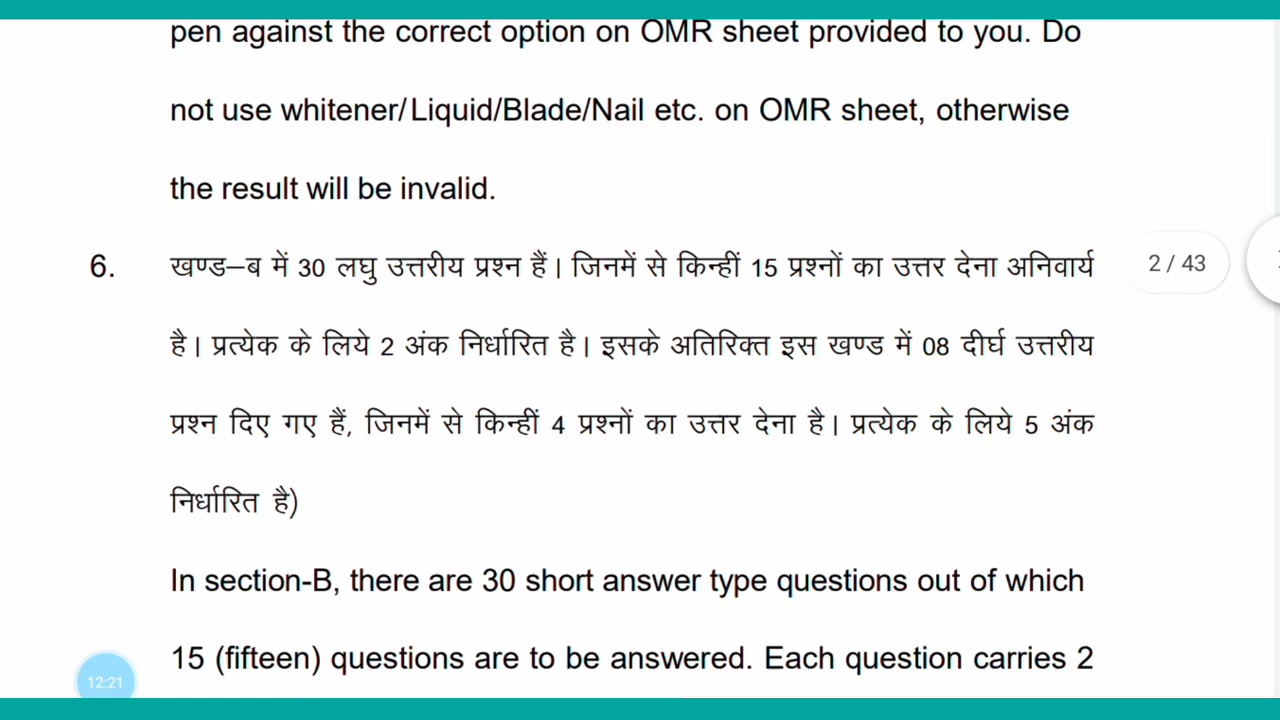 pen against the correct option on OMR sheet provided to you. Do
not use whitener/Liquid/Blade/Nail etc. on OMR sheet, otherwise
the result will be invalid.
6. खण्ड–ब में 30 लघु उत्तरीय प्रश्न हैं। जिनमें से किन्हीं 15 प्रश्नों का उत्तर देना अनिवार्य
2 / 43
है। प्रत्येक के लिये 2 अंक निर्धारित है। इसके अतिरिक्त इस खण्ड में 08 दीर्घ उत्तरीय
प्रश्न दिए गए हैं, जिनमें से किन्हीं 4 प्रश्नों का उत्तर देना है। प्रत्येक के लिये 5 अंक
निर्धारित है)
In section-B, there are 30 short answer type questions out of which
15 (fifteen) questions are to be answered. Each question carries 2
12:21